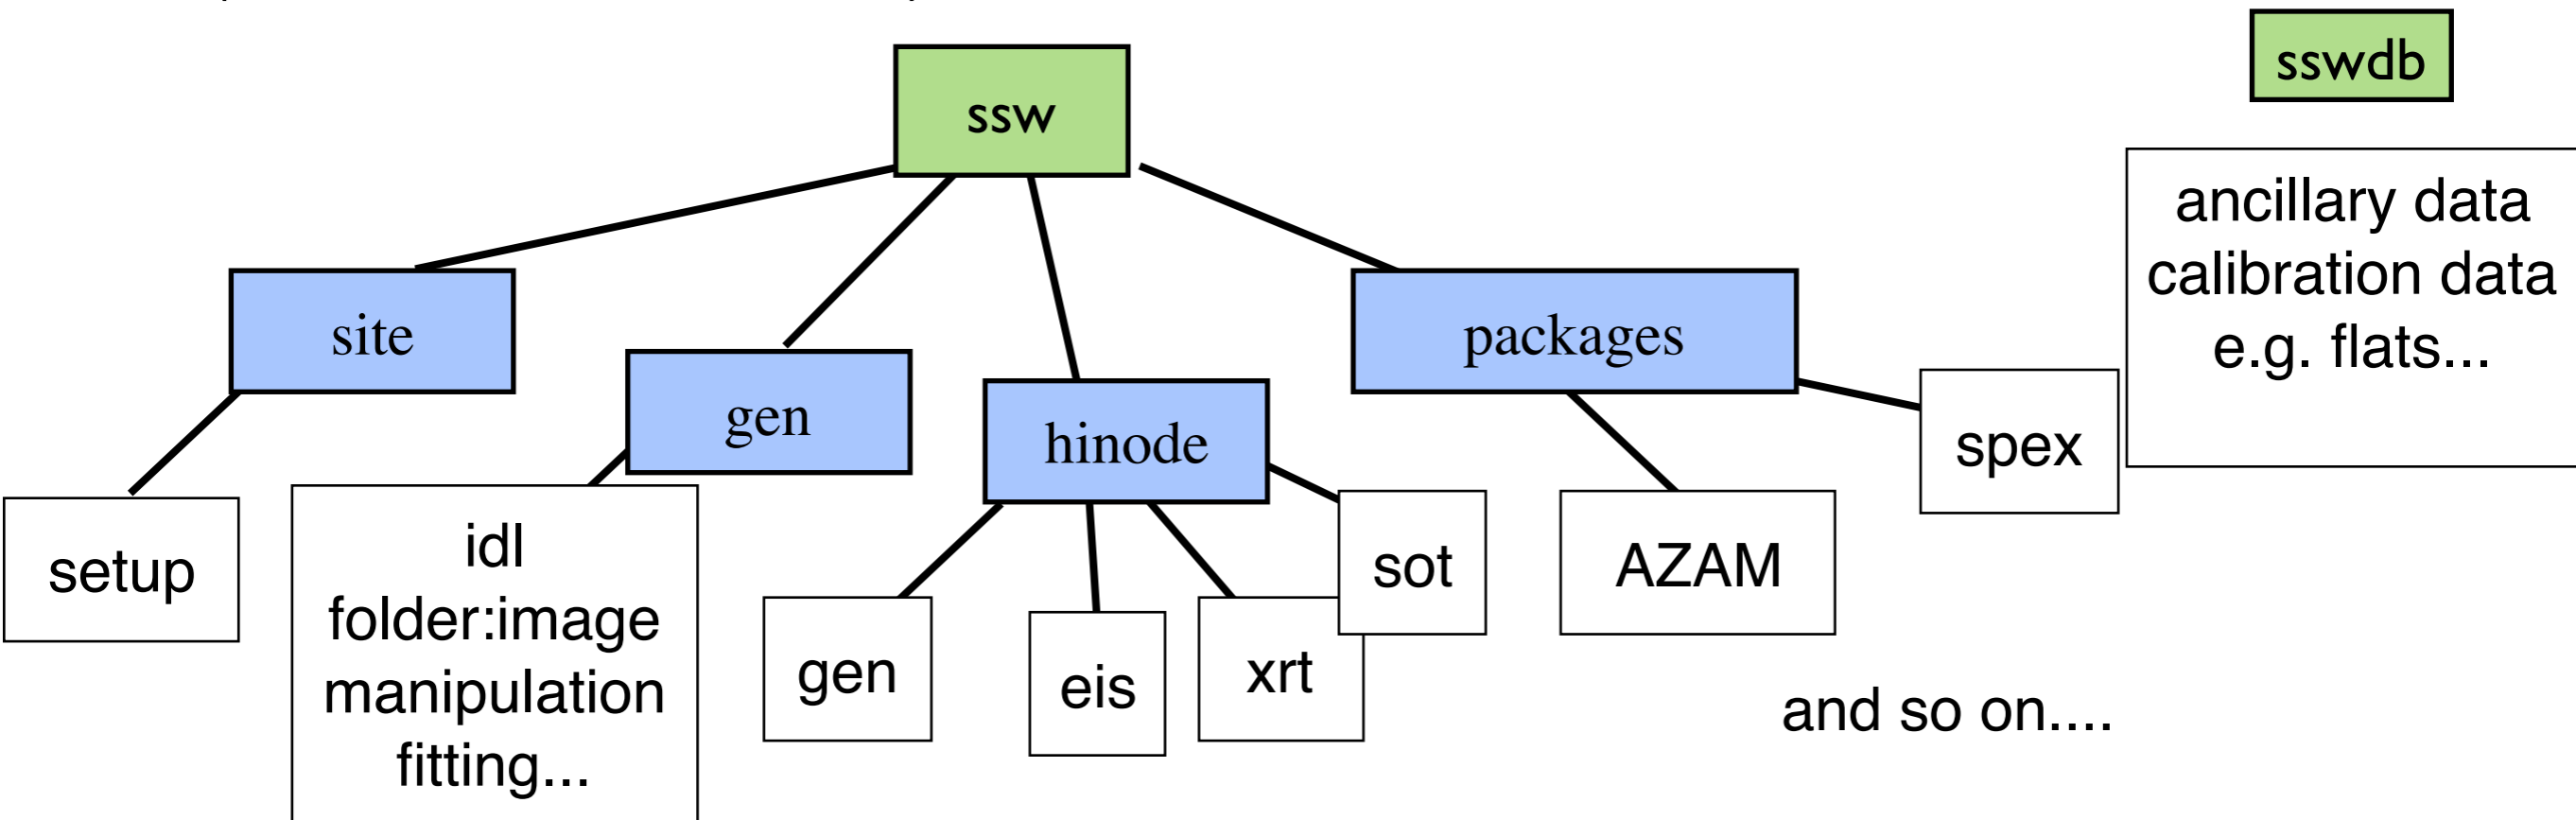 ssw
sswdb
ancillary data
calibration data
e.g. flats...
site
gen
hinode
packages
setup
idl
folder:image
manipulation
fitting...
gen
eis
xrt
sot
AZAM
spex
and so on....